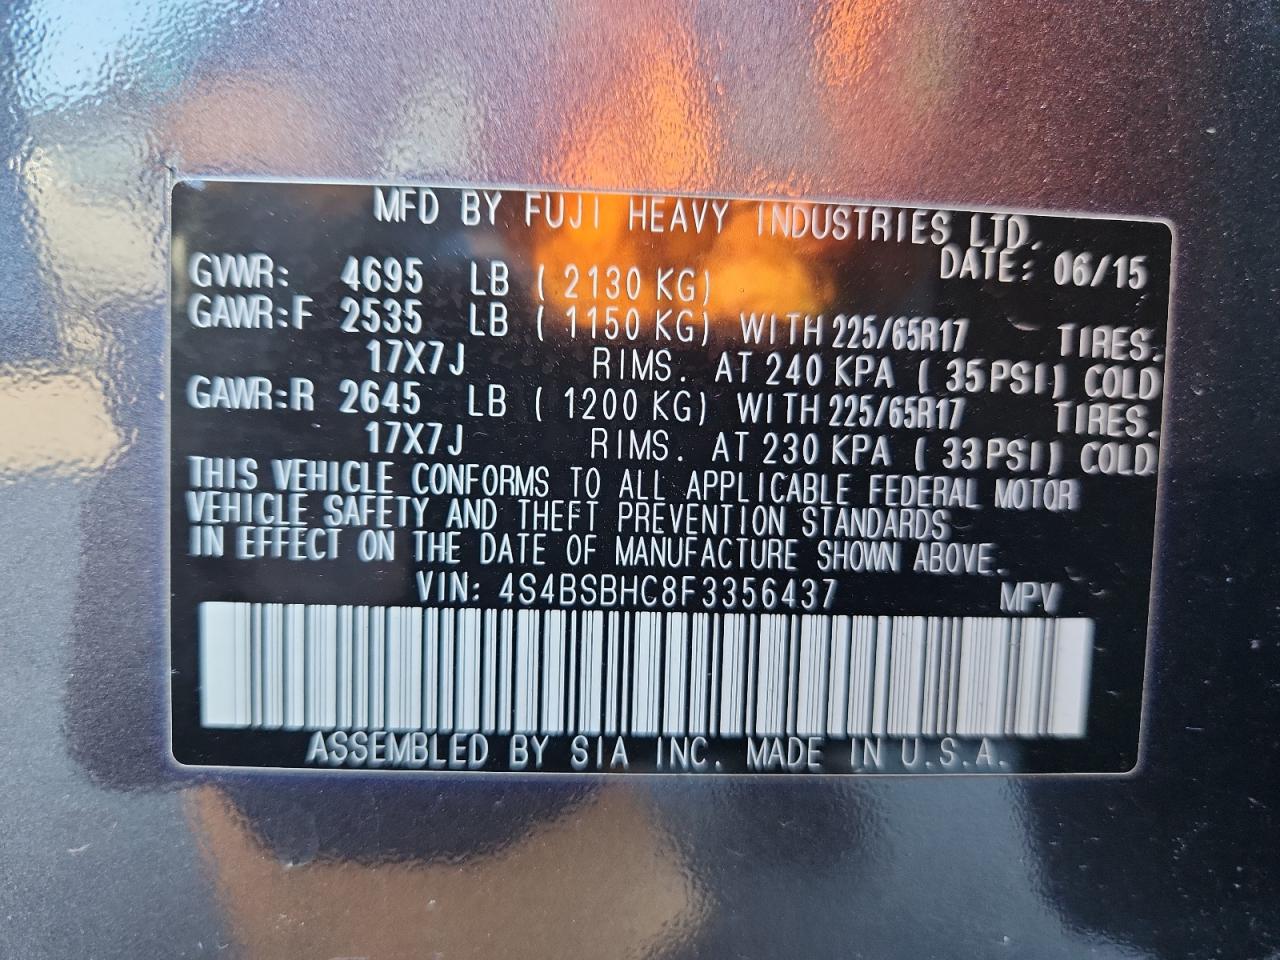 MFD BY FUJI HEAVY INDUSTRIES LTD.
DATE: 06/15
GVWR: 4695 LB ( 2130 KG)
GAWR:F 2535 LB ( 1150 KG) WITH 225/65R17 TIRES.
17X7J RIMS. AT 240 KPA ( 35PSI) COLD
GAWR:R 2645 LB ( 1200 KG) WITH 225/65R17 TIRES.
17X7J RIMS. AT 230 KPA ( 33PSI) COLD
THIS VEHICLE CONFORMS TO ALL APPLICABLE FEDERAL MOTOR
VEHICLE SAFETY AND THEFT PREVENTION STANDARDS
IN EFFECT ON THE DATE OF MANUFACTURE SHOWN ABOVE.
VIN: 4S4BSBHC8F3356437 MPV
ASSEMBLED BY SIA INC. MADE IN U.S.A.